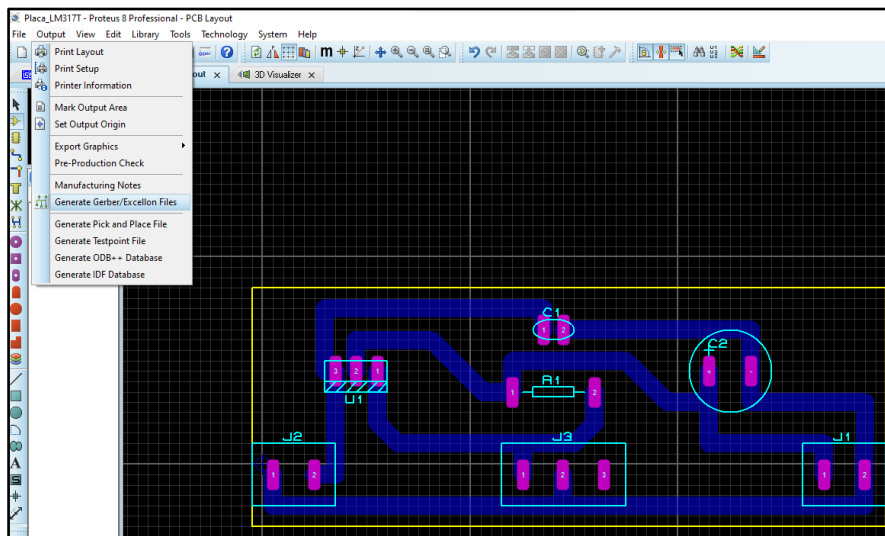 Placa_LM317T - Proteus 8 Professional - PCB Layout
File Output View Edit Library Tools Technology System Help
Print Layout
Print Setup
Printer Information
out × 3D Visualizer ×
Mark Output Area
Set Output Origin
Export Graphics
Pre-Production Check
Manufacturing Notes
Generate Gerber/Excellon Files
Generate Pick and Place File
Generate Testpoint File
Generate ODB++ Database
Generate IDF Database
C1
1 2
C2
+ + -
3 2 1
R1
1 2
U1
J2 J3 J1
1 2 1 2 3 1 2